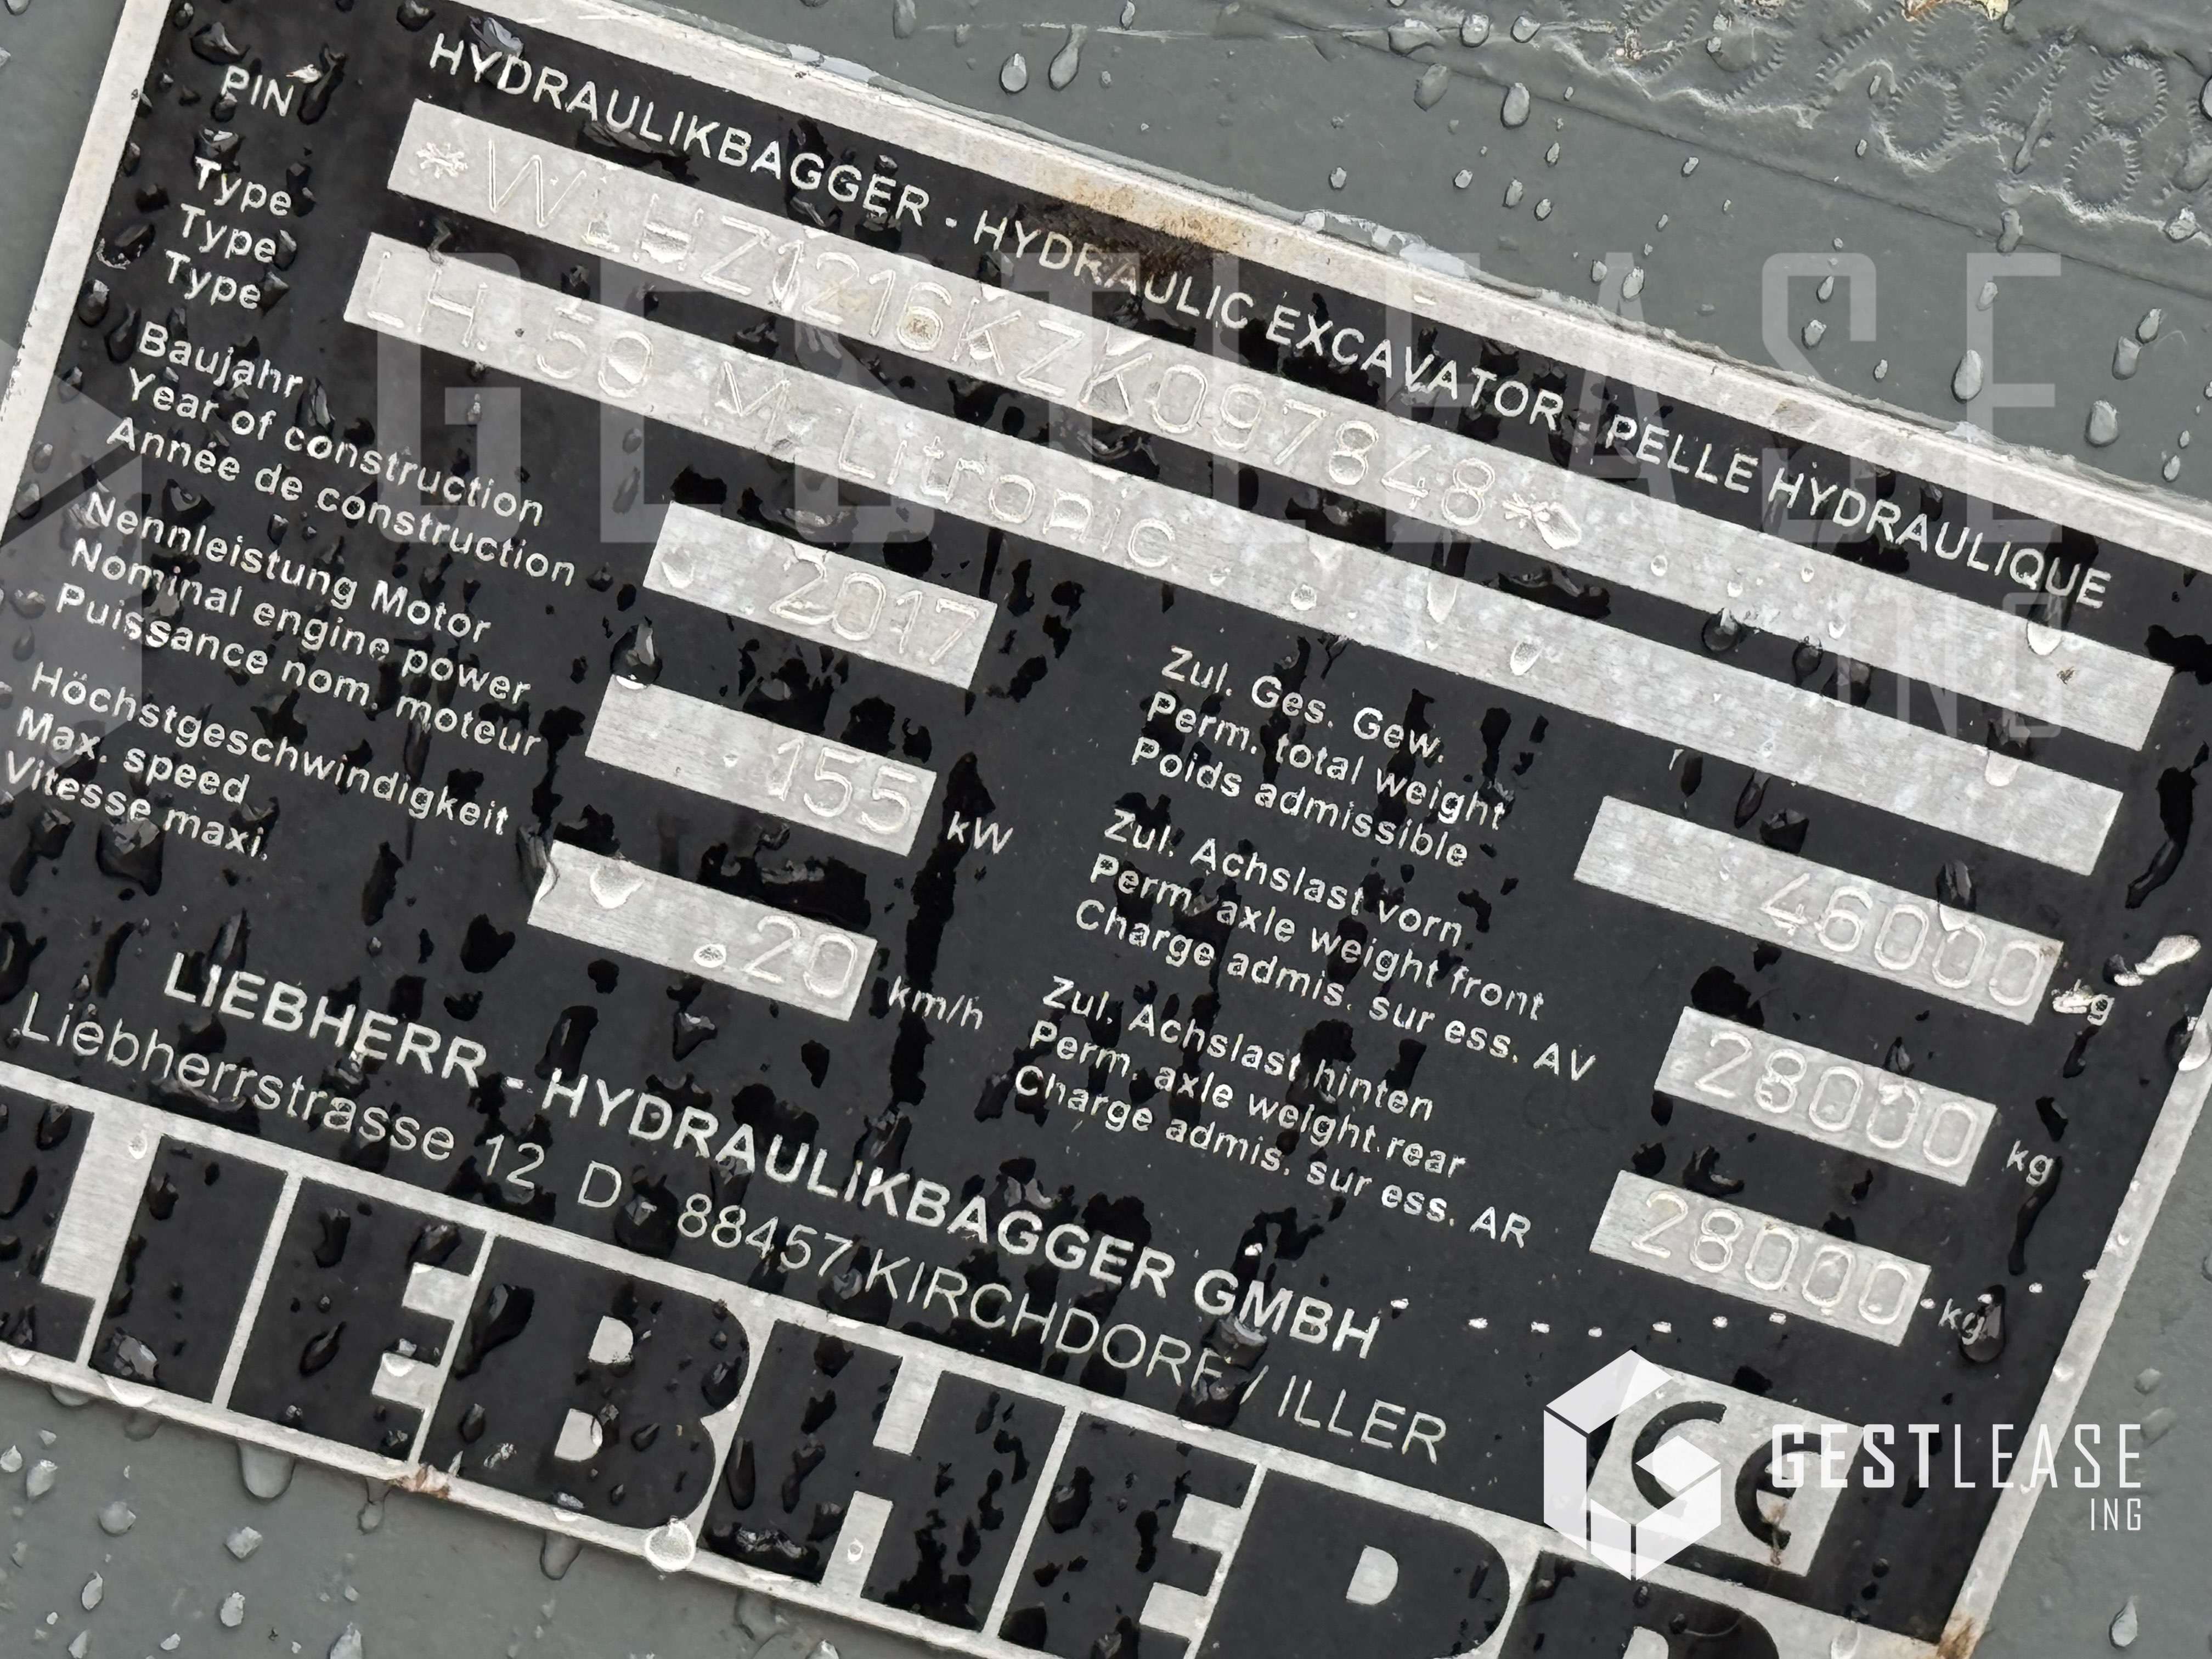 HYDRAULIKBAGGER - HYDRAULIC EXCAVATOR - PELLE HYDRAULIQUE
PIN *WLHZ1216KZK097848*
Type
Type
Type
LH 50 M Litronic
Baujahr
Year of construction
Année de construction
2017
Nennleistung Motor
Nominal engine power
Puissance nom. moteur
155 kW
Höchstgeschwindigkeit
Max. speed
Vitesse maxi.
20 km/h
Zul. Ges. Gew.
Perm. total weight
Poids admissible
46000 kg
Zul. Achslast vorn
Perm. axle weight front
Charge admis. sur ess. AV
28000 kg
Zul. Achslast hinten
Perm. axle weight rear
Charge admis. sur ess. AR
28000 kg
LIEBHERR - HYDRAULIKBAGGER GMBH
Liebherrstrasse 12 D - 88457 KIRCHDORF / ILLER
CE
LIEBHERR
GESTLEASE
ING
GESTLEASE
ING